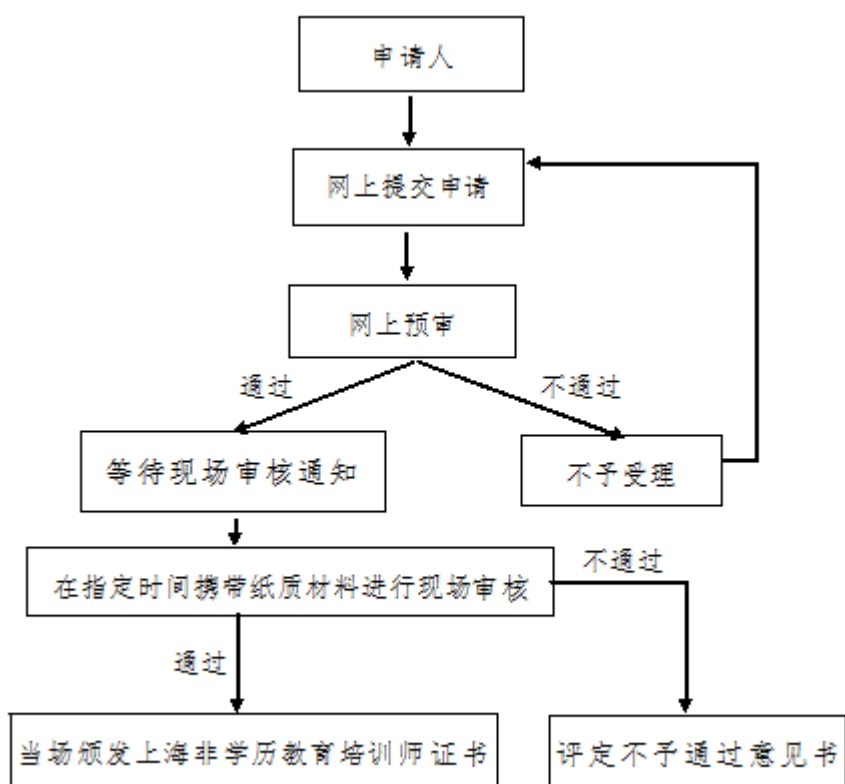 申请人
网上提交申请
网上预审
通过
不通过
等待现场审核通知
不予受理
在指定时间携带纸质材料进行现场审核
不通过
通过
当场颁发上海非学历教育培训师证书
评定不予通过意见书